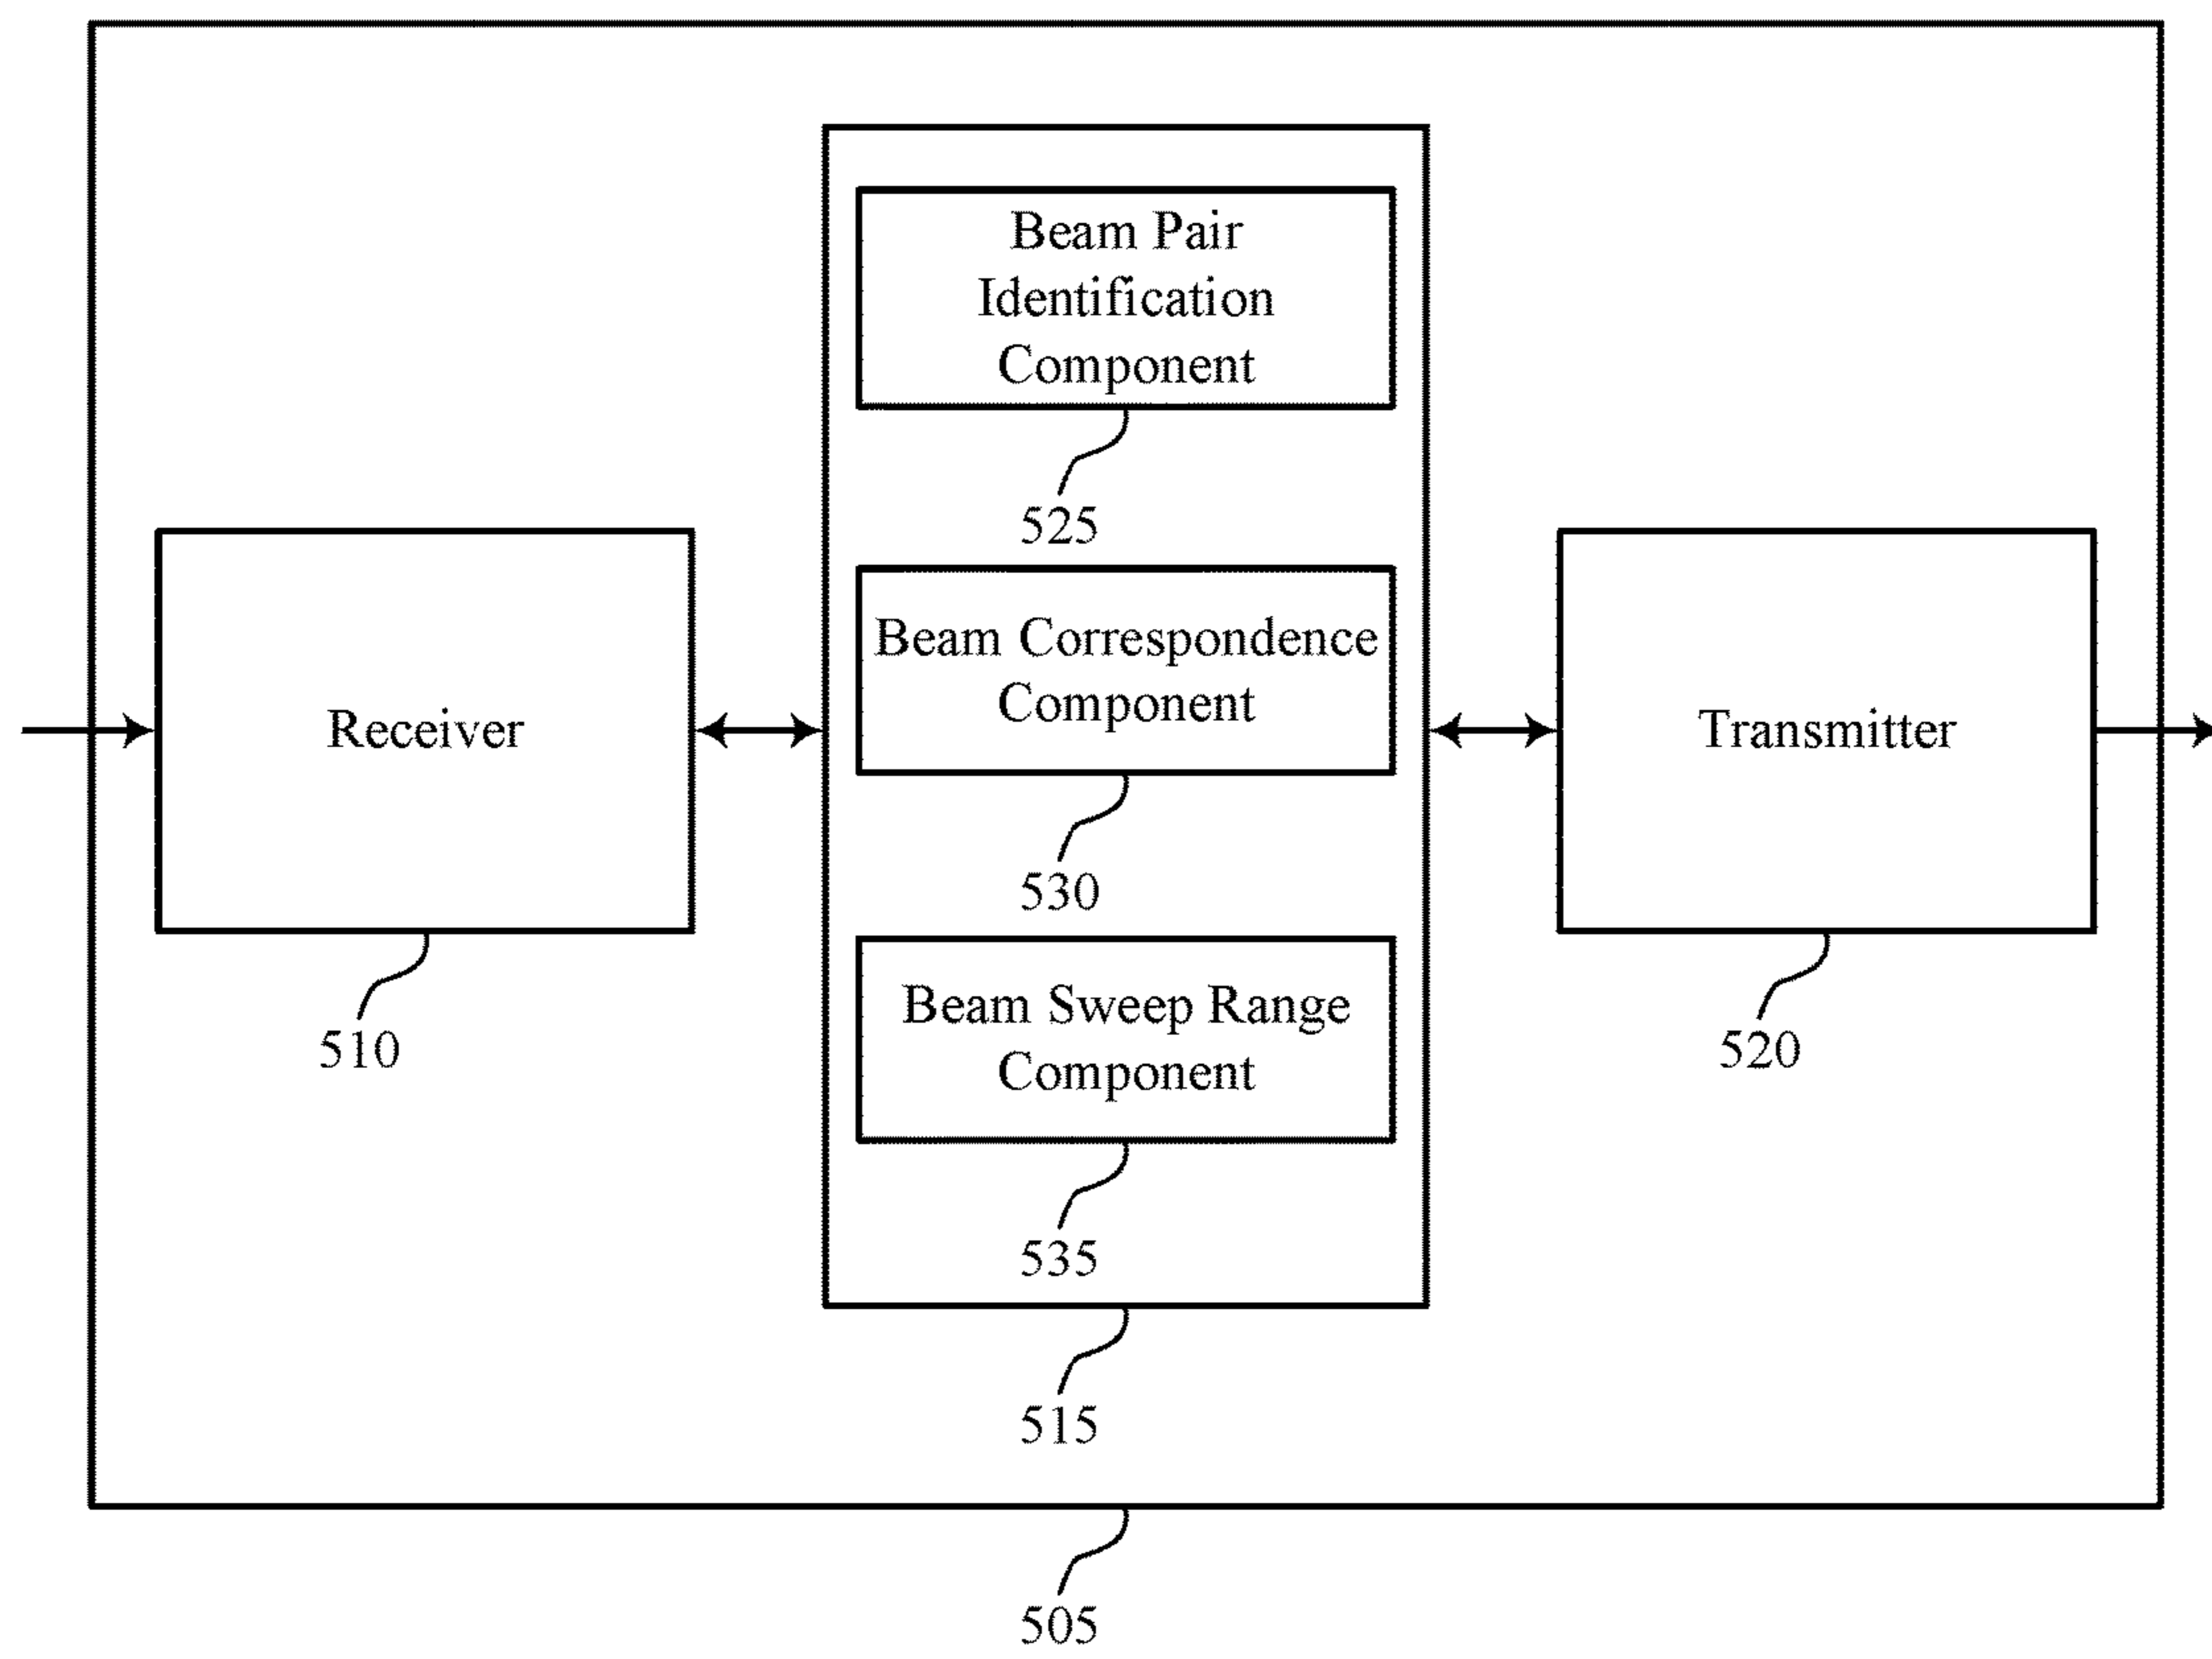 Beam Pair
Identification
Component
525
Receiver
510
Beam Correspondence
Component
530
Beam Sweep Range
Component
535
515
Transmitter
520
505